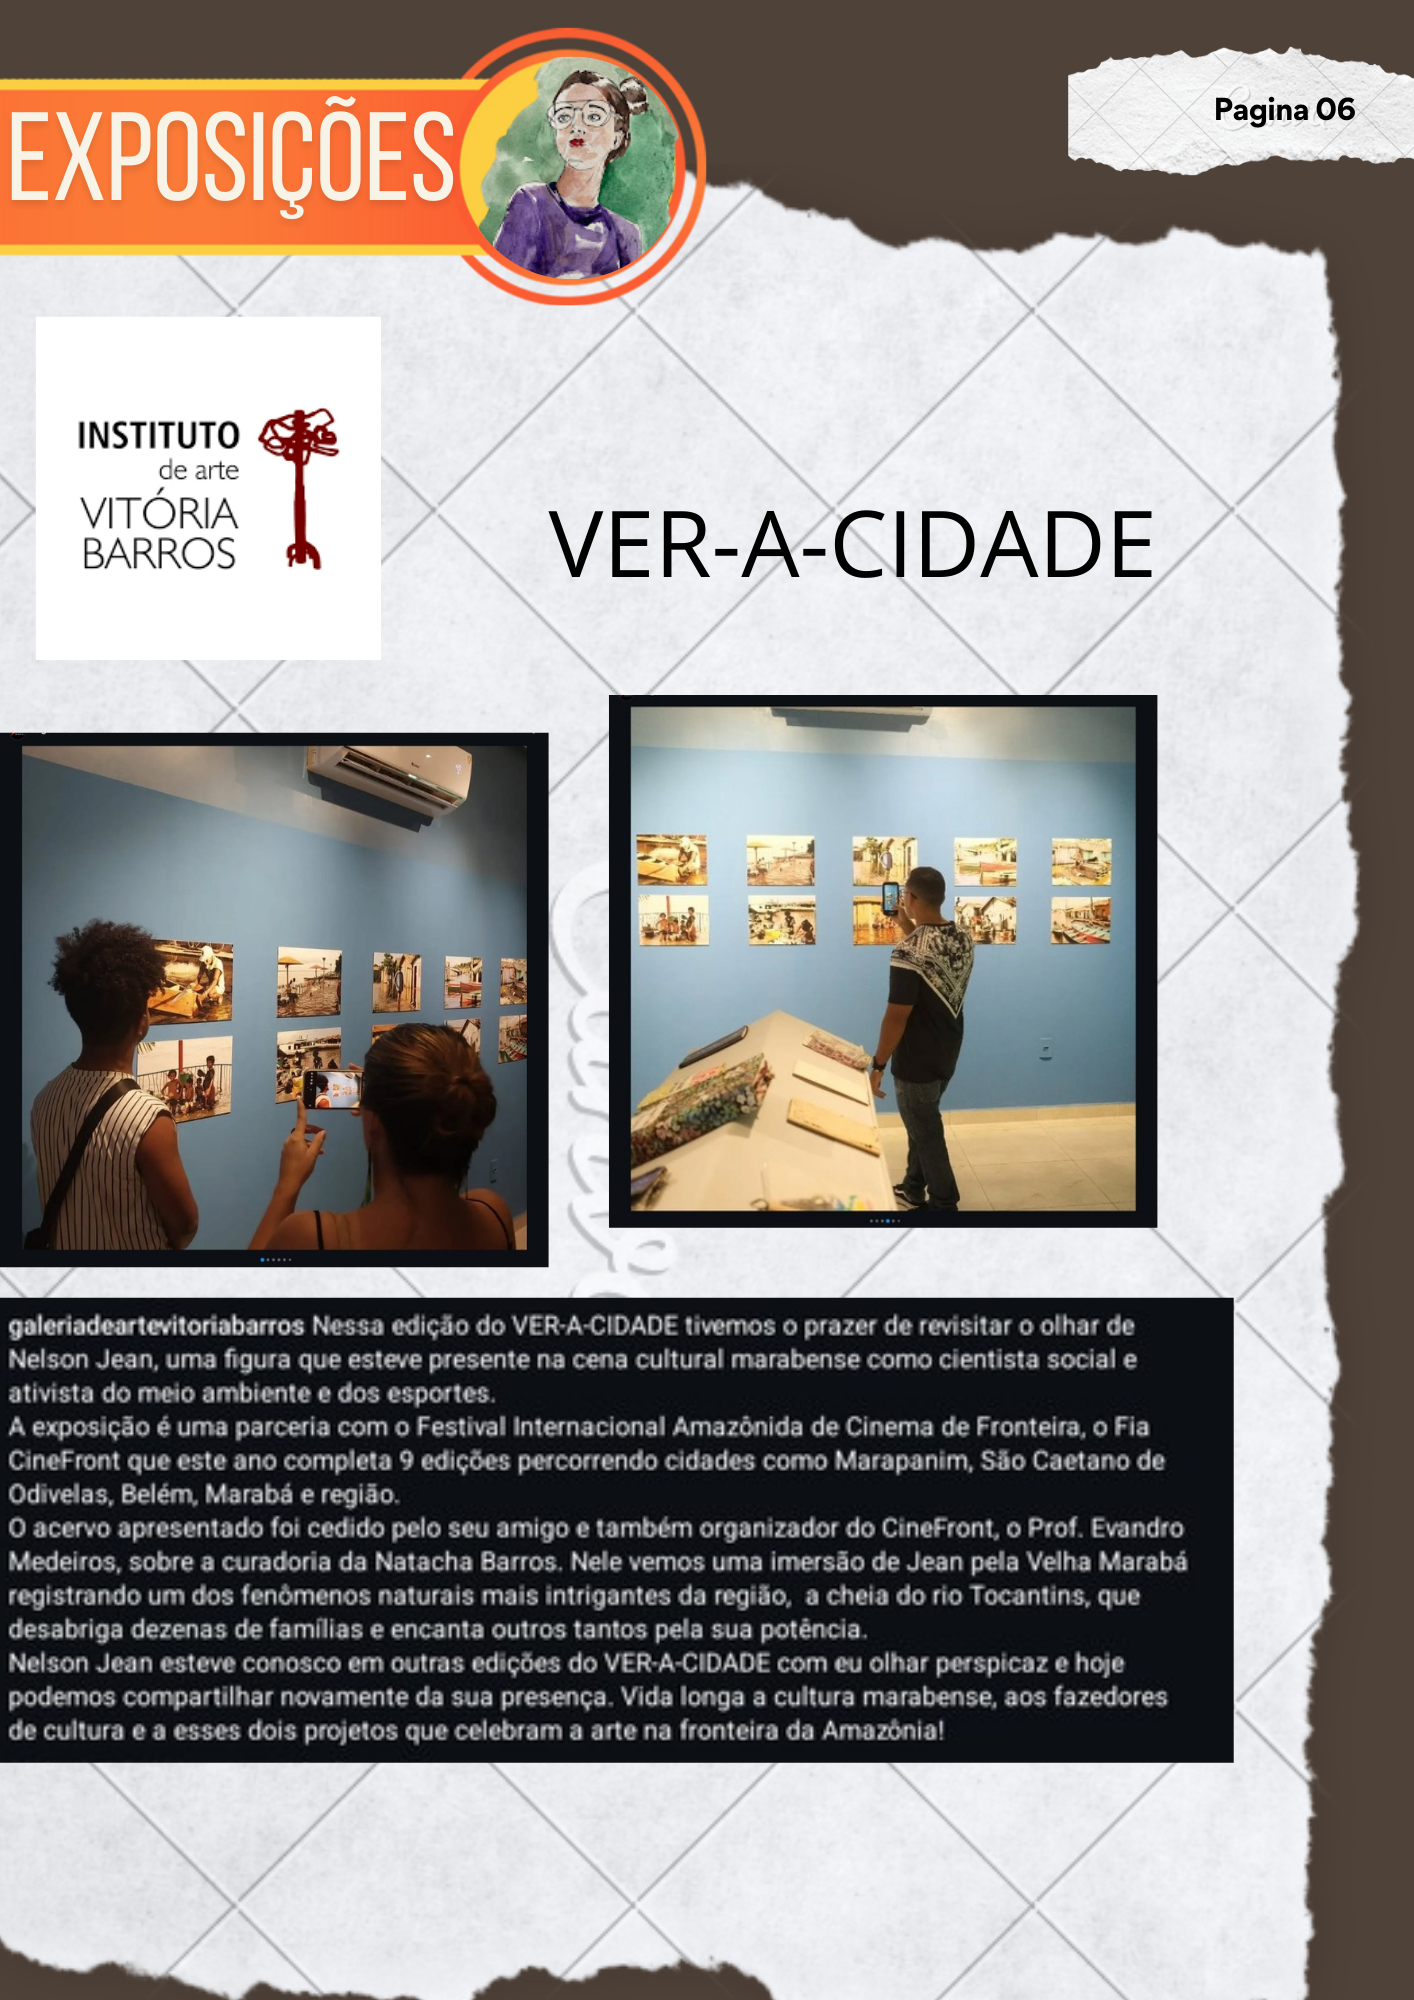 EXPOSIÇÕES
Pagina 06
INSTITUTO
de arte
VITÓRIA
BARROS
VER-A-CIDADE
galeriadeartevitoriabarros Nessa edição do VER-A-CIDADE tivemos o prazer de revisitar o olhar de
Nelson Jean, uma figura que esteve presente na cena cultural marabense como cientista social e
ativista do meio ambiente e dos esportes.
A exposição é uma parceria com o Festival Internacional Amazônida de Cinema de Fronteira, o Fia
CineFront que este ano completa 9 edições percorrendo cidades como Marapanim, São Caetano de
Odivelas, Belém, Marabá e região.
O acervo apresentado foi cedido pelo seu amigo e também organizador do CineFront, o Prof. Evandro
Medeiros, sobre a curadoria da Natacha Barros. Nele vemos uma imersão de Jean pela Velha Marabá
registrando um dos fenômenos naturais mais intrigantes da região,  a cheia do rio Tocantins, que
desabriga dezenas de famílias e encanta outros tantos pela sua potência.
Nelson Jean esteve conosco em outras edições do VER-A-CIDADE com eu olhar perspicaz e hoje
podemos compartilhar novamente da sua presença. Vida longa a cultura marabense, aos fazedores
de cultura e a esses dois projetos que celebram a arte na fronteira da Amazônia!